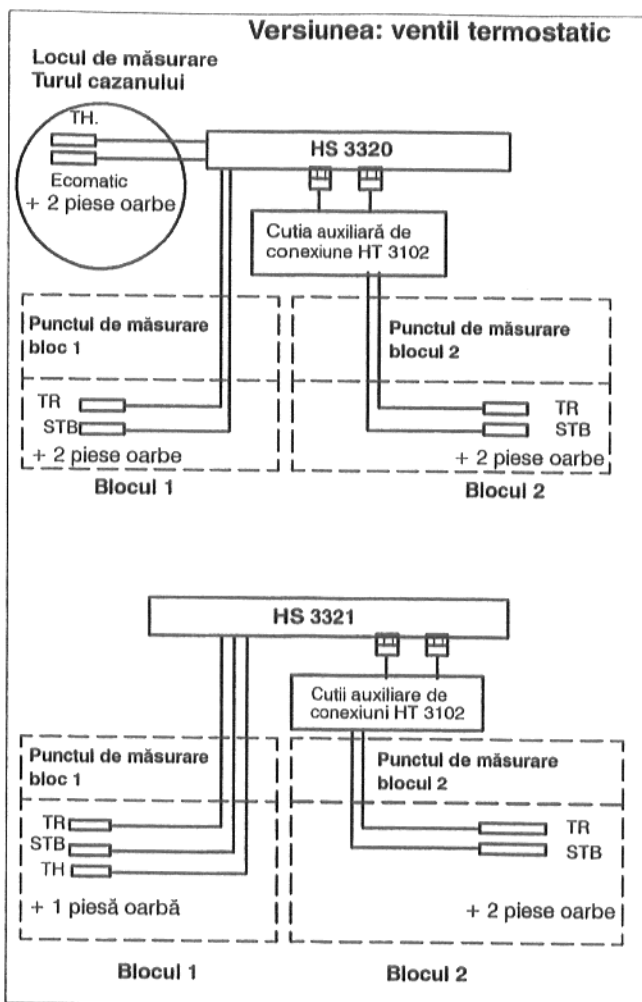 Versiunea: ventil termostatic
Locul de măsurare
Turul cazanului
TH.
Ecomatic
+ 2 piese oarbe
HS 3320
Cutia auxiliară de
conexiune HT 3102
Punctul de măsurare
bloc 1
TR
STB
+ 2 piese oarbe
Blocul 1
Punctul de măsurare
blocul 2
TR
STB
+ 2 piese oarbe
Blocul 2
HS 3321
Cutii auxiliare de
conexiuni HT 3102
Punctul de măsurare
bloc 1
TR
STB
TH
+ 1 piesă oarbă
Blocul 1
Punctul de măsurare
blocul 2
TR
STB
+ 2 piese oarbe
Blocul 2